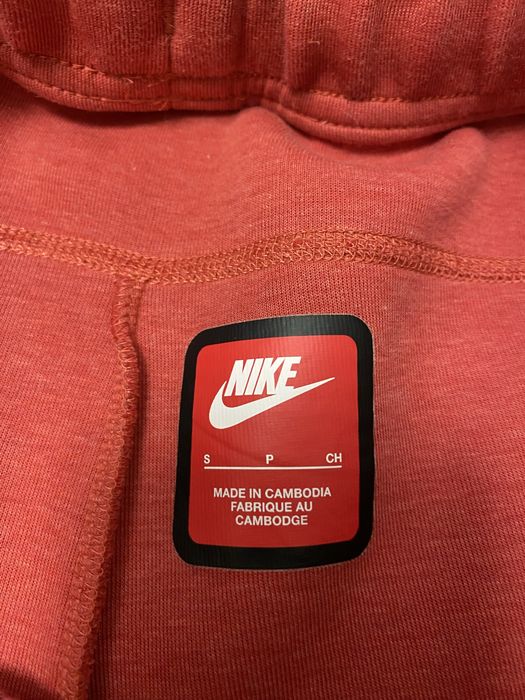 NIKE
S P CH
MADE IN CAMBODIA
FABRIQUE AU
CAMBODGE